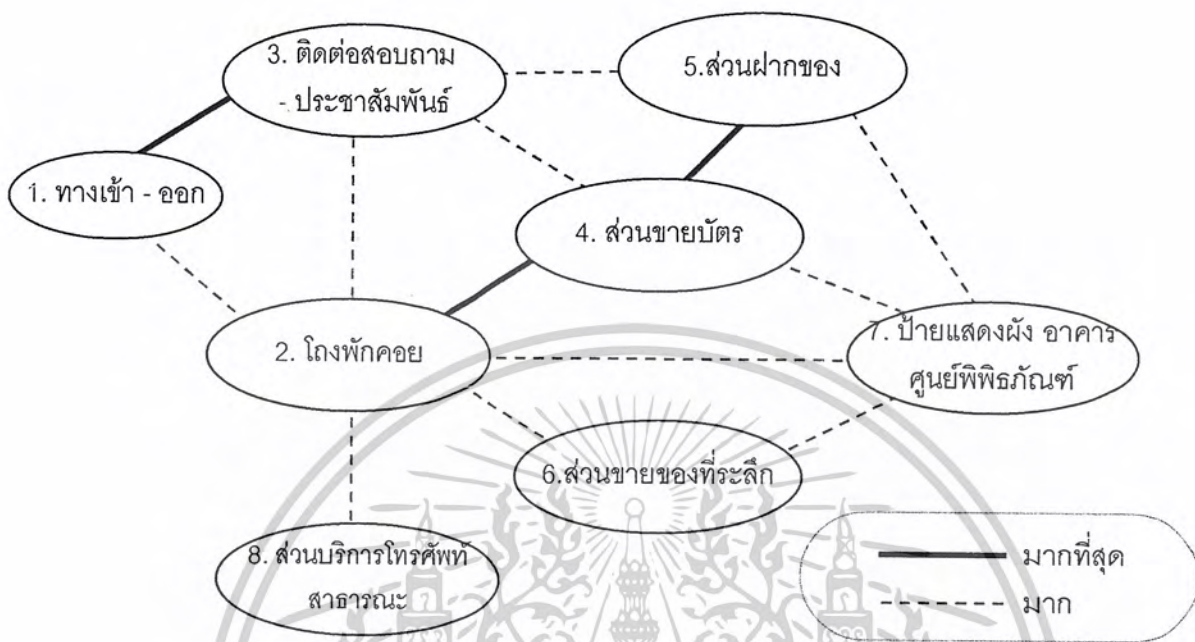 3. ติดต่อสอบถาม
- ประชาสัมพันธ์
5.ส่วนฝากของ
1. ทางเข้า - ออก
4. ส่วนขายบัตร
2. โถงพักคอย
7. ป้ายแสดงผัง อาคาร
ศูนย์พิพิธภัณฑ์
6.ส่วนขายของที่ระลึก
8. ส่วนบริการโทรศัพท์
สาธารณะ
มากที่สุด
มาก